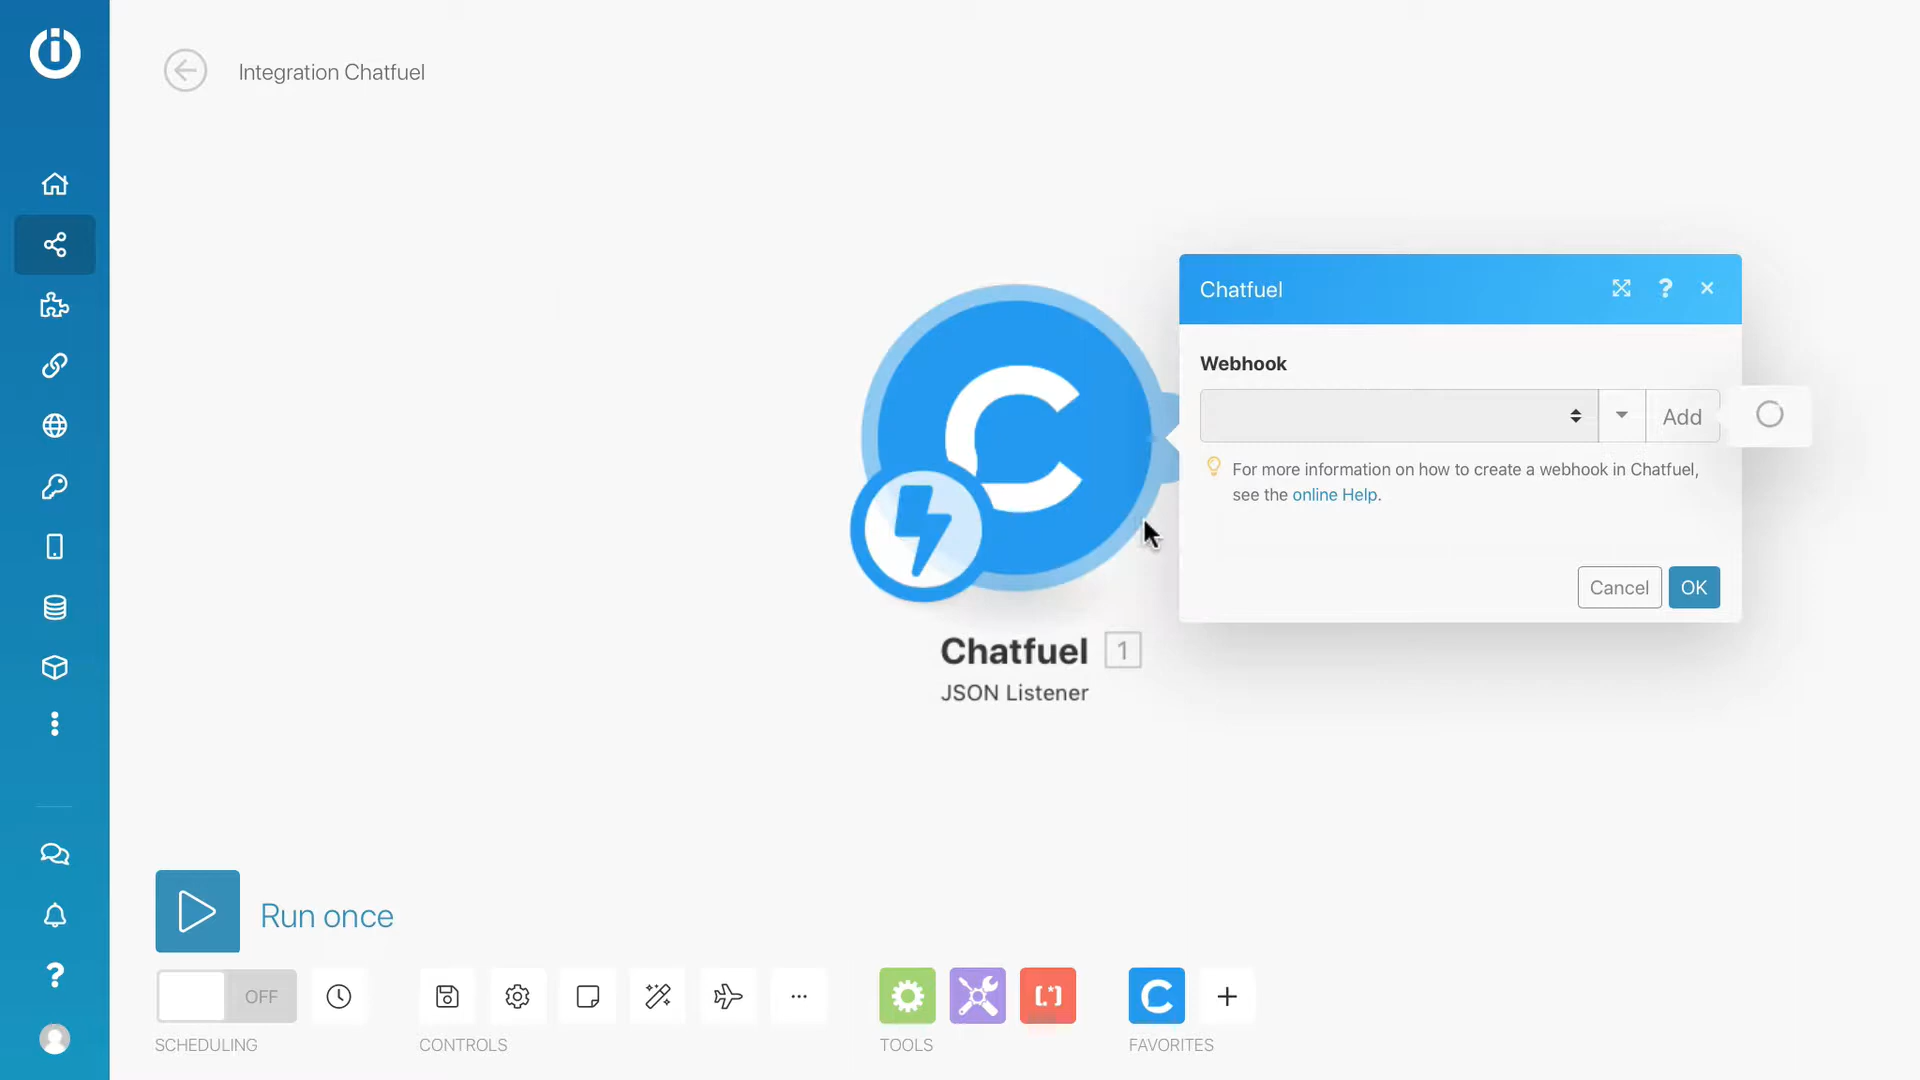 Integration Chatfuel
Chatfuel
Webhook
Add
For more information on how to create a webhook in Chatfuel,
see the online Help.
Cancel
OK
Chatfuel 1
JSON Listener
Run once
OFF
SCHEDULING
CONTROLS
TOOLS
FAVORITES